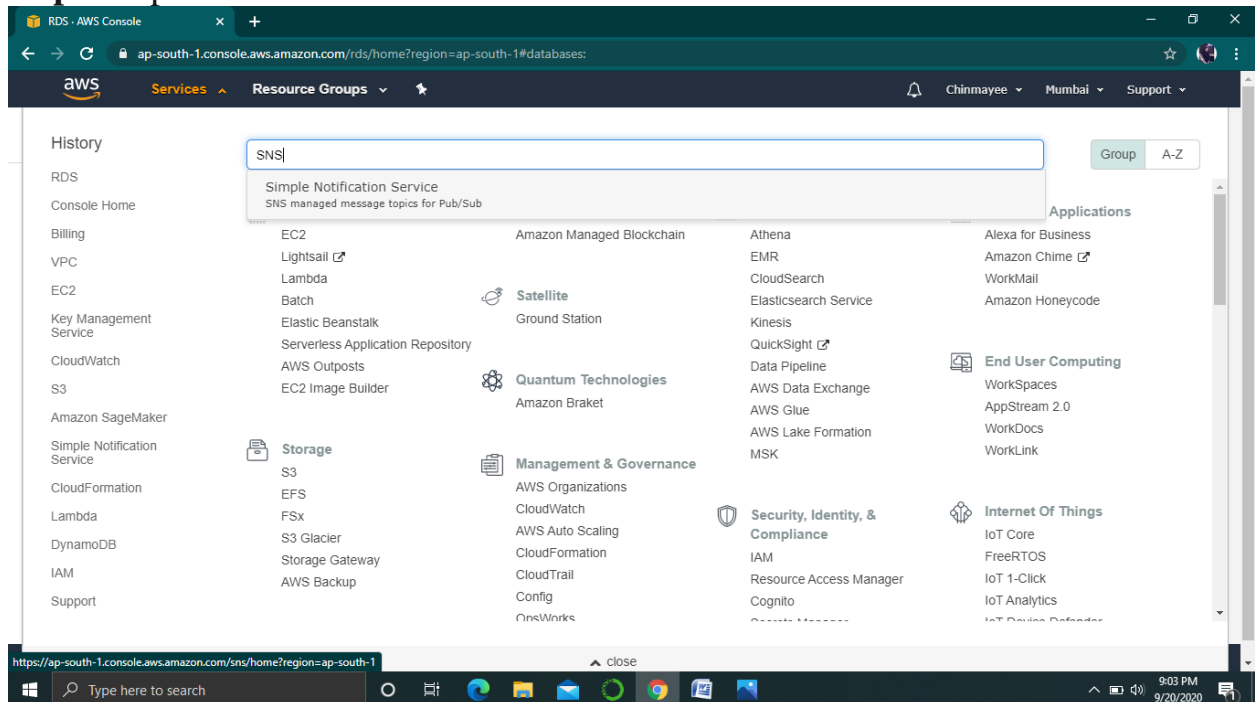 RDS · AWS Console
ap-south-1.console.aws.amazon.com/rds/home?region=ap-south-1#databases:
aws Services Resource Groups Chinmayee Mumbai Support
History
RDS
Console Home
Billing
VPC
EC2
Key Management
Service
CloudWatch
S3
Amazon SageMaker
Simple Notification
Service
CloudFormation
Lambda
DynamoDB
IAM
Support
SNS
Group A-Z
Simple Notification Service
SNS managed message topics for Pub/Sub
EC2
Lightsail
Lambda
Batch
Elastic Beanstalk
Serverless Application Repository
AWS Outposts
EC2 Image Builder
Storage
S3
EFS
FSx
S3 Glacier
Storage Gateway
AWS Backup
Amazon Managed Blockchain
Satellite
Ground Station
Quantum Technologies
Amazon Braket
Management & Governance
AWS Organizations
CloudWatch
AWS Auto Scaling
CloudFormation
CloudTrail
Config
OpsWorks
Athena
EMR
CloudSearch
Elasticsearch Service
Kinesis
QuickSight
Data Pipeline
AWS Data Exchange
AWS Glue
AWS Lake Formation
MSK
Security, Identity, &
Compliance
IAM
Resource Access Manager
Cognito
Secrets Manager
Applications
Alexa for Business
Amazon Chime
WorkMail
Amazon Honeycode
End User Computing
WorkSpaces
AppStream 2.0
WorkDocs
WorkLink
Internet Of Things
IoT Core
FreeRTOS
IoT 1-Click
IoT Analytics
IoT Device Defender
https://ap-south-1.console.aws.amazon.com/sns/home?region=ap-south-1
close
Type here to search
9:03 PM
9/20/2020